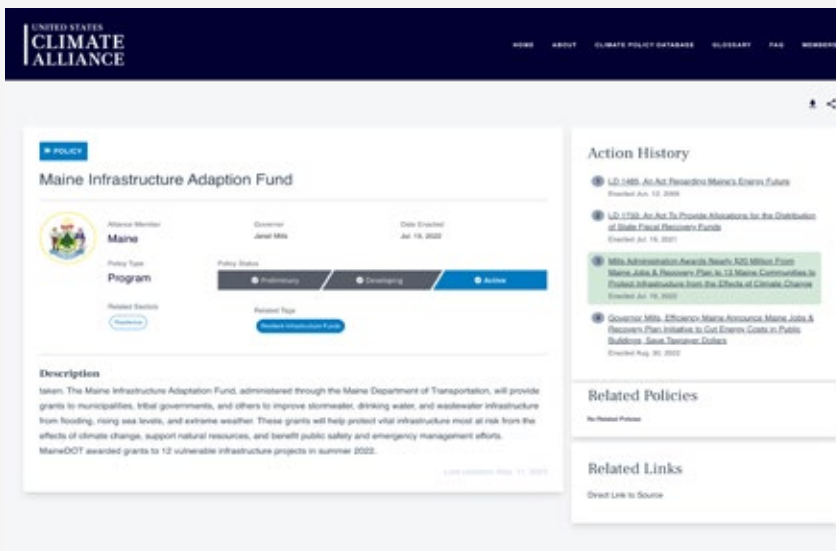 UNITED STATES
CLIMATE
ALLIANCE
HOME ABOUT CLIMATE POLICY DATABASE GLOSSARY FAQ MEMBERS
POLICY
Maine Infrastructure Adaption Fund
Alliance Member
Maine
Governor
Janet Mills
Date Enacted
Jul. 19, 2022
Policy Type
Program
Policy Status
Preliminary
Developing
Active
Related Sectors
Resilience
Related Tags
Resilient Infrastructure Funds
Description
taken. The Maine Infrastructure Adaptation Fund, administered through the Maine Department of Transportation, will provide
grants to municipalities, tribal governments, and others to improve stormwater, drinking water, and wastewater infrastructure
from flooding, rising sea levels, and extreme weather. These grants will help protect vital infrastructure most at risk from the
effects of climate change, support natural resources, and benefit public safety and emergency management efforts.
MaineDOT awarded grants to 12 vulnerable infrastructure projects in summer 2022.
Action History
1 LD 1485, An Act Regarding Maine's Energy Future
Enacted Jun. 12, 2009
2 LD 1733, An Act To Provide Allocations for the Distribution
of State Fiscal Recovery Funds
Enacted Jul. 19, 2021
3 Mills Administration Awards Nearly $20 Million From
Maine Jobs & Recovery Plan to 13 Maine Communities to
Protect Infrastructure from the Effects of Climate Change
Enacted Jul. 19, 2022
4 Governor Mills, Efficiency Maine Announce Maine Jobs &
Recovery Plan Initiative to Cut Energy Costs in Public
Buildings, Save Taxpayer Dollars
Enacted Aug. 30, 2022
Related Policies
No Related Policies
Related Links
Direct Link to Source